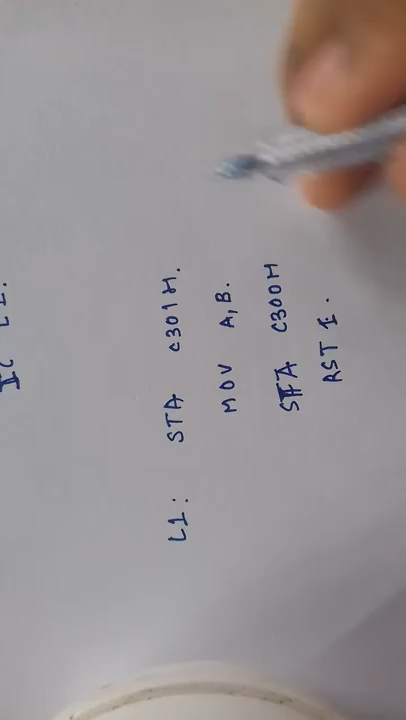 L1: STA C301H.
MOV A,B.
STA C300H
RST 1.